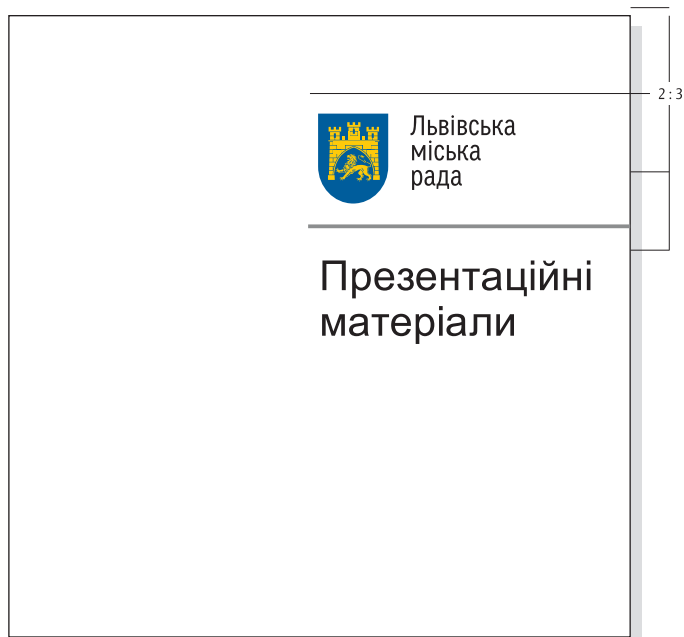 2:3
Львівська
міська
рада
Презентаційні
матеріали